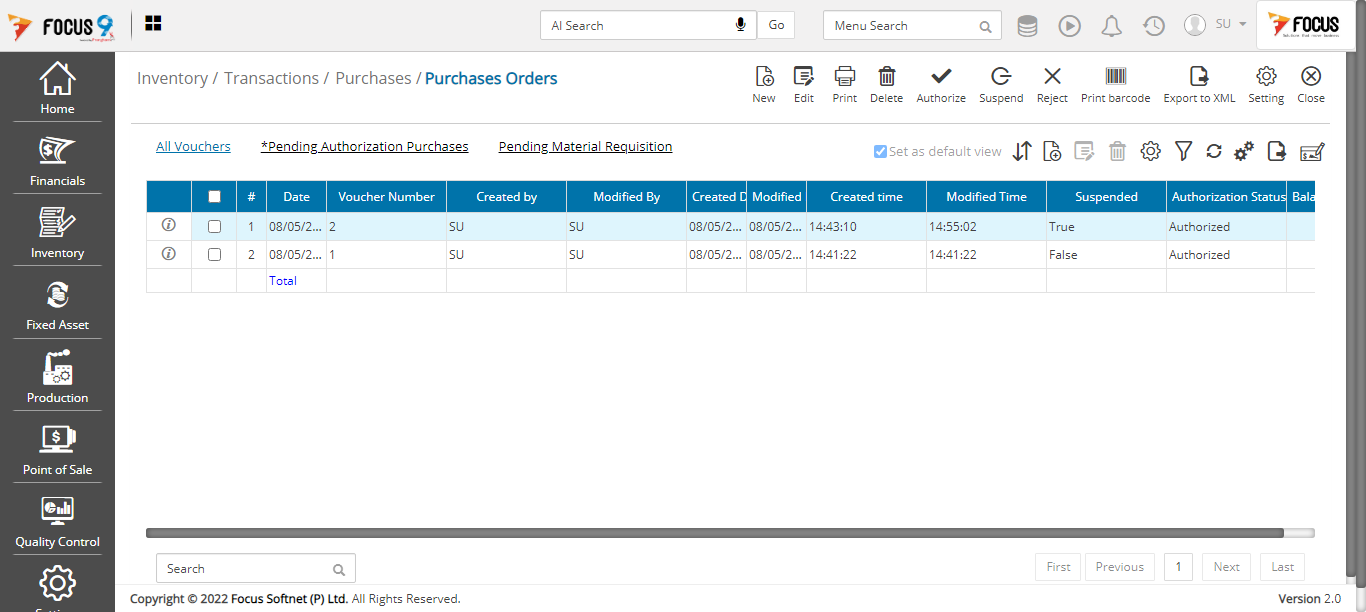 FOCUS 9
AI Search
Go
Menu Search
SU
FOCUS
Home
Financials
Inventory
Fixed Asset
Production
Point of Sale
Quality Control
Inventory / Transactions / Purchases / Purchases Orders
New
Edit
Print
Delete
Authorize
Suspend
Reject
Print barcode
Export to XML
Setting
Close
All Vouchers
*Pending Authorization Purchases
Pending Material Requisition
Set as default view
# Date Voucher Number Created by Modified By Created D Modified Created time Modified Time Suspended Authorization Status Bala
1 08/05/2... 2 SU SU 08/05/2... 08/05/2... 14:43:10 14:55:02 True Authorized
2 08/05/2... 1 SU SU 08/05/2... 08/05/2... 14:41:22 14:41:22 False Authorized
Total
Search
First Previous 1 Next Last
Copyright © 2022 Focus Softnet (P) Ltd. All Rights Reserved.
Version 2.0